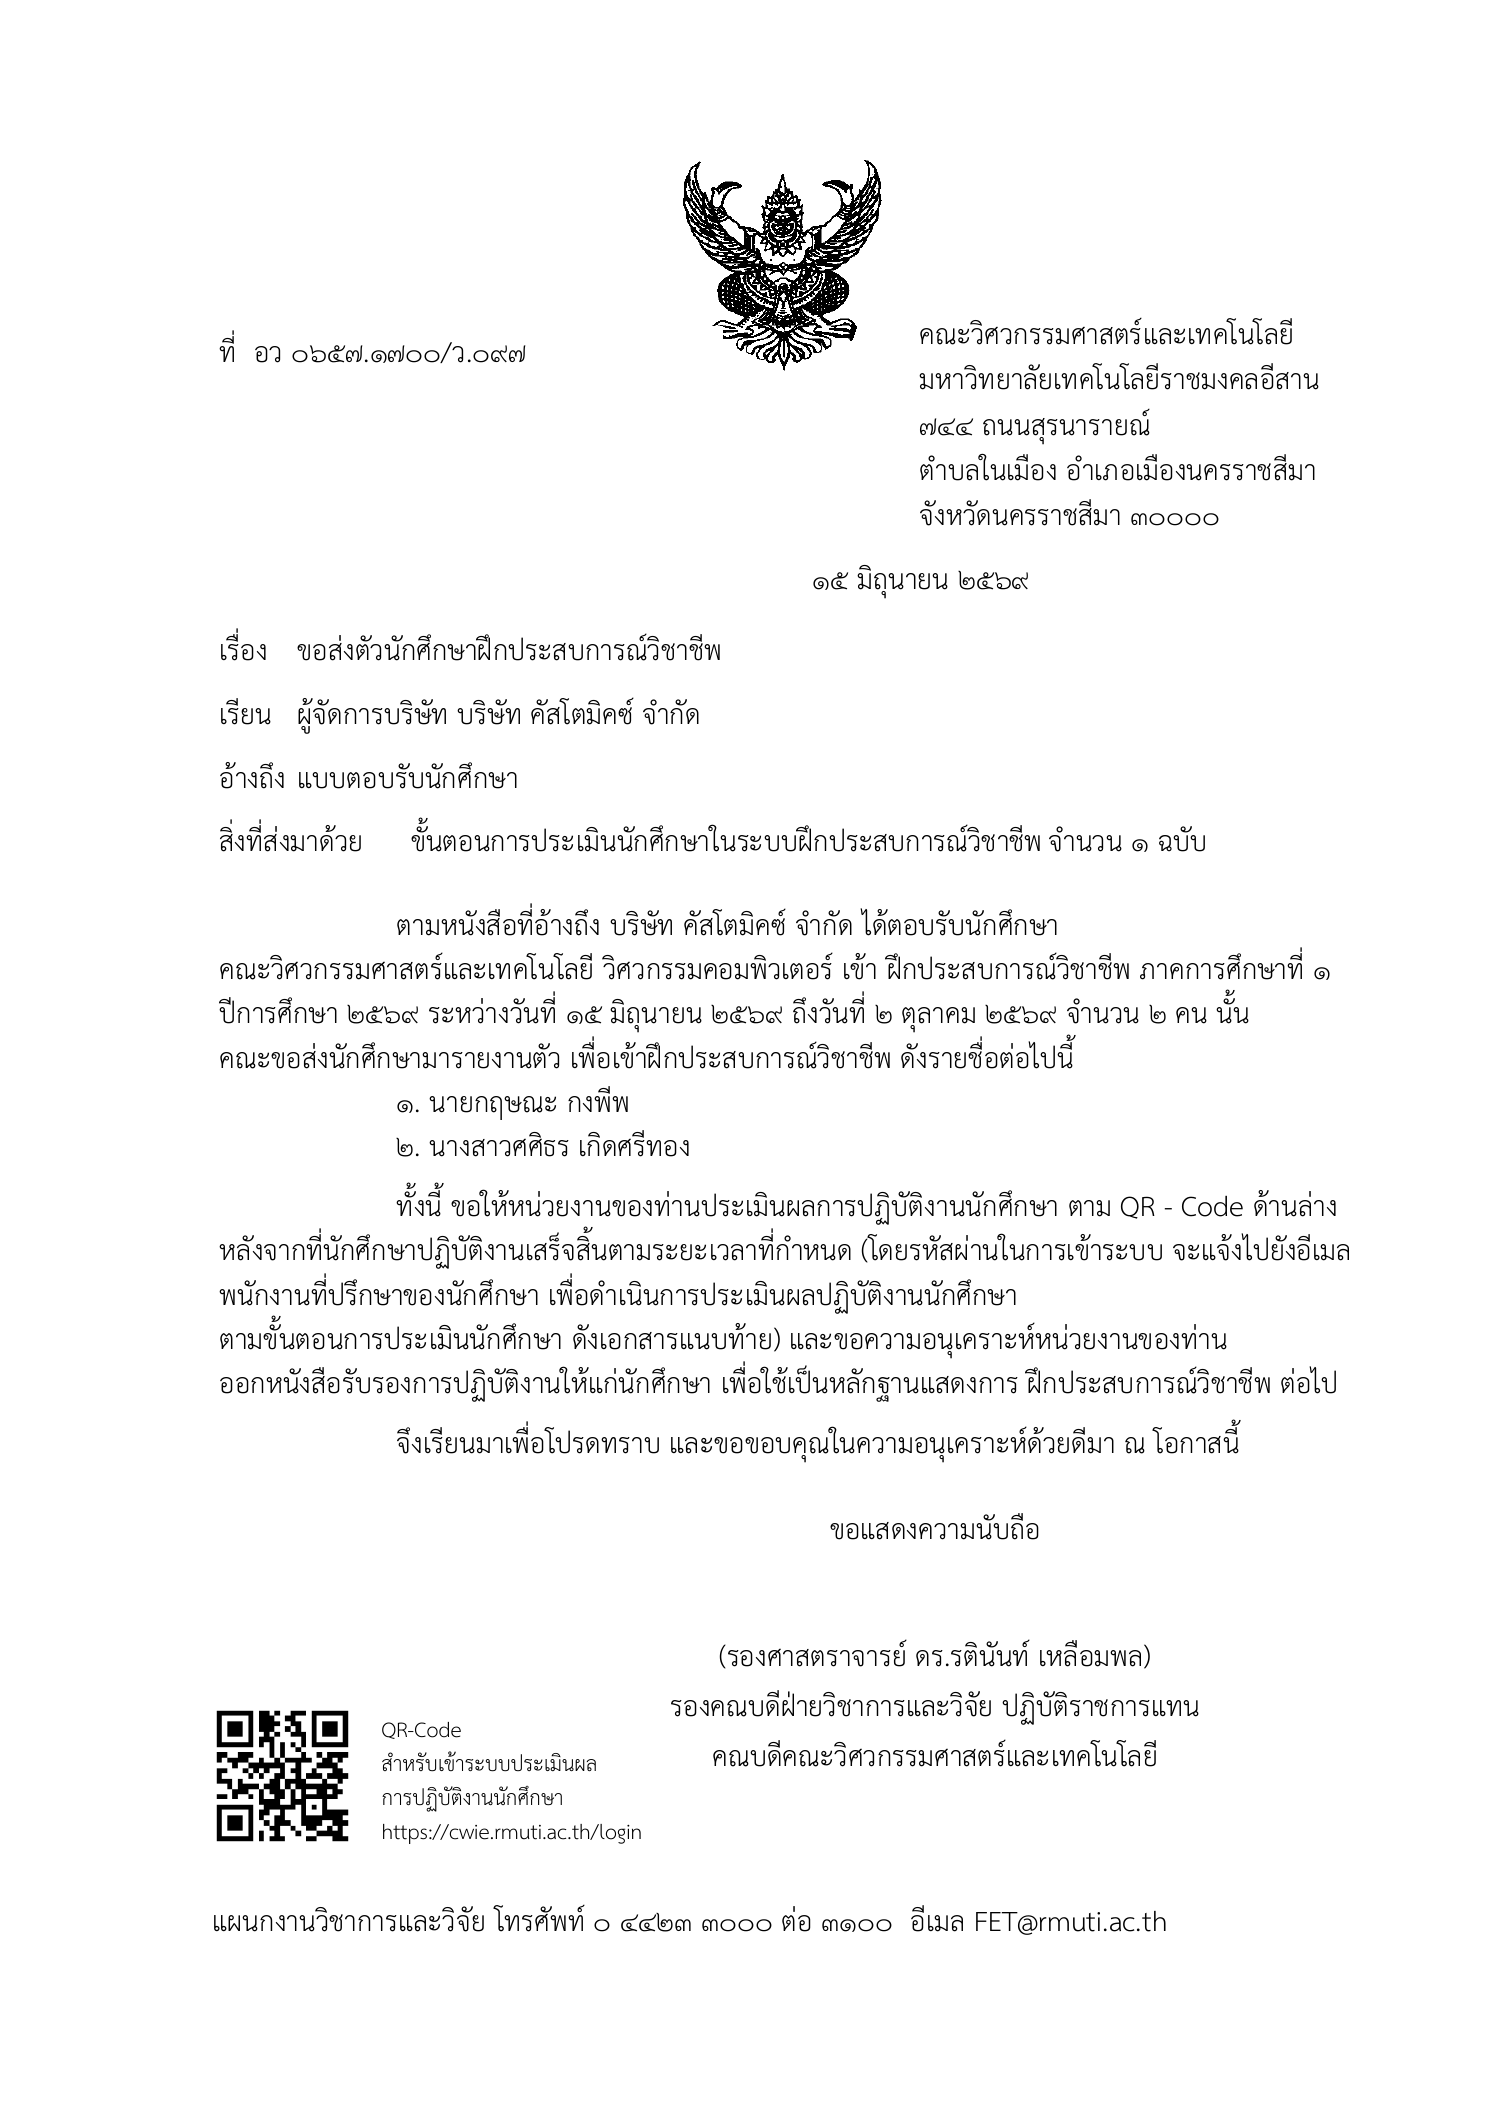 ที่ อว ๐๖๕๗.๑๗๐๐/ว.๐๙๗
คณะวิศวกรรมศาสตร์และเทคโนโลยี
มหาวิทยาลัยเทคโนโลยีราชมงคลอีสาน
๗๔๔ ถนนสุรนารายณ์
ตำบลในเมือง อำเภอเมืองนครราชสีมา
จังหวัดนครราชสีมา ๓๐๐๐๐
๑๕ มิถุนายน ๒๕๖๙
เรื่อง ขอส่งตัวนักศึกษาฝึกประสบการณ์วิชาชีพ
เรียน ผู้จัดการบริษัท บริษัท คัสโตมิคซ์ จำกัด
อ้างถึง แบบตอบรับนักศึกษา
สิ่งที่ส่งมาด้วย ขั้นตอนการประเมินนักศึกษาในระบบฝึกประสบการณ์วิชาชีพ จำนวน ๑ ฉบับ
ตามหนังสือที่อ้างถึง บริษัท คัสโตมิคซ์ จำกัด ได้ตอบรับนักศึกษา
คณะวิศวกรรมศาสตร์และเทคโนโลยี วิศวกรรมคอมพิวเตอร์ เข้า ฝึกประสบการณ์วิชาชีพ ภาคการศึกษาที่ ๑
ปีการศึกษา ๒๕๖๙ ระหว่างวันที่ ๑๕ มิถุนายน ๒๕๖๙ ถึงวันที่ ๒ ตุลาคม ๒๕๖๙ จำนวน ๒ คน นั้น
คณะขอส่งนักศึกษามารายงานตัว เพื่อเข้าฝึกประสบการณ์วิชาชีพ ดังรายชื่อต่อไปนี้
๑. นายกฤษณะ กงพีพ
๒. นางสาวศศิธร เกิดศรีทอง
ทั้งนี้ ขอให้หน่วยงานของท่านประเมินผลการปฏิบัติงานนักศึกษา ตาม QR - Code ด้านล่าง
หลังจากที่นักศึกษาปฏิบัติงานเสร็จสิ้นตามระยะเวลาที่กำหนด (โดยรหัสผ่านในการเข้าระบบ จะแจ้งไปยังอีเมล
พนักงานที่ปรึกษาของนักศึกษา เพื่อดำเนินการประเมินผลปฏิบัติงานนักศึกษา
ตามขั้นตอนการประเมินนักศึกษา ดังเอกสารแนบท้าย) และขอความอนุเคราะห์หน่วยงานของท่าน
ออกหนังสือรับรองการปฏิบัติงานให้แก่นักศึกษา เพื่อใช้เป็นหลักฐานแสดงการ ฝึกประสบการณ์วิชาชีพ ต่อไป
จึงเรียนมาเพื่อโปรดทราบ และขอขอบคุณในความอนุเคราะห์ด้วยดีมา ณ โอกาสนี้
ขอแสดงความนับถือ
(รองศาสตราจารย์ ดร.รตินันท์ เหลือมพล)
รองคณบดีฝ่ายวิชาการและวิจัย ปฏิบัติราชการแทน
คณบดีคณะวิศวกรรมศาสตร์และเทคโนโลยี
QR-Code
สำหรับเข้าระบบประเมินผล
การปฏิบัติงานนักศึกษา
https://cwie.rmuti.ac.th/login
แผนกงานวิชาการและวิจัย โทรศัพท์ ๐ ๔๔๒๓ ๓๐๐๐ ต่อ ๓๑๐๐ อีเมล FET@rmuti.ac.th